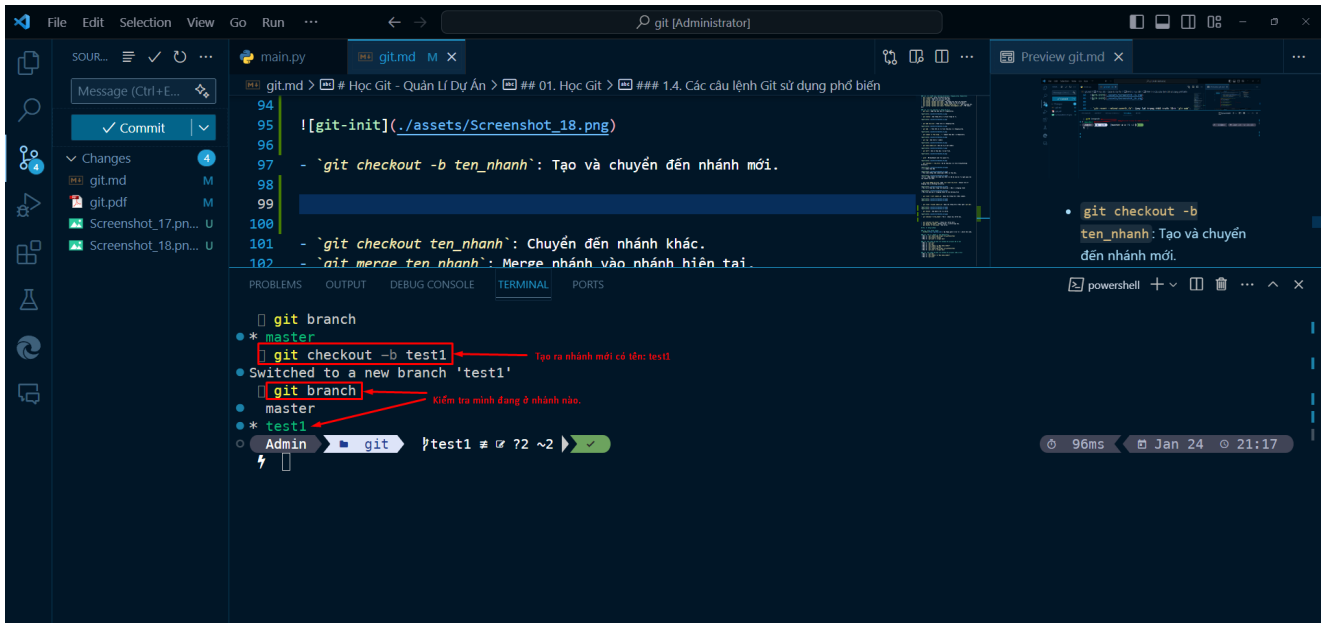 File Edit Selection View Go Run ··· git [Administrator]
SOUR... ···
main.py
git.md M
Preview git.md
Message (Ctrl+E...
Commit
Changes 4
git.md M
git.pdf M
Screenshot_17.pn... U
Screenshot_18.pn... U
4
git.md > # Học Git - Quản Lí Dự Án > ## 01. Học Git > ### 1.4. Các câu lệnh Git sử dụng phổ biến
94
95 ![git-init](./assets/Screenshot_18.png)
96
97 - `git checkout -b ten_nhanh`: Tạo và chuyển đến nhánh mới.
98
99
100
101 - `git checkout ten_nhanh`: Chuyển đến nhánh khác.
102 - `git merge ten_nhanh`: Merge nhánh vào nhánh hiện tại.
• git checkout -b
ten_nhanh: Tạo và chuyển
đến nhánh mới.
PROBLEMS OUTPUT DEBUG CONSOLE TERMINAL PORTS
powershell
git branch
* master
git checkout -b test1
Tạo ra nhánh mới có tên: test1
Switched to a new branch 'test1'
git branch
Kiểm tra mình đang ở nhánh nào.
master
* test1
Admin git test1 ≢ ?2 ~2 ✓ 96ms Jan 24 21:17